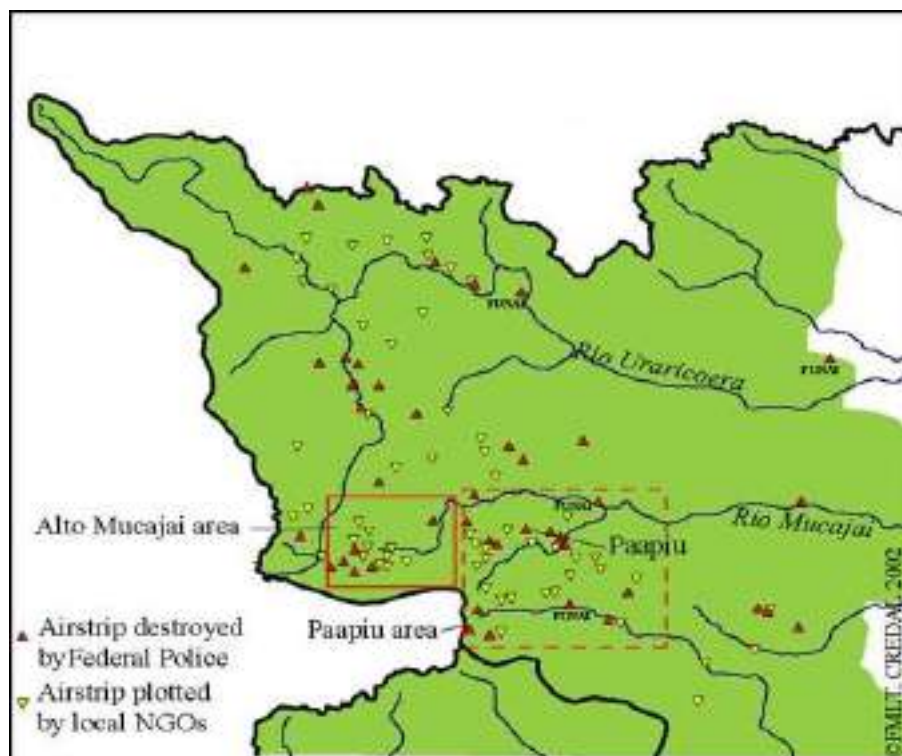 FUNAI
Rio Uraricoera
FUNAI
Alto Mucajai area
FUNAI
Rio Mucajai
Paapiu
Paapiu area
FUNAI
Airstrip destroyed
by Federal Police
Airstrip plotted
by local NGOs
©FMLT. CREDAL, 2002